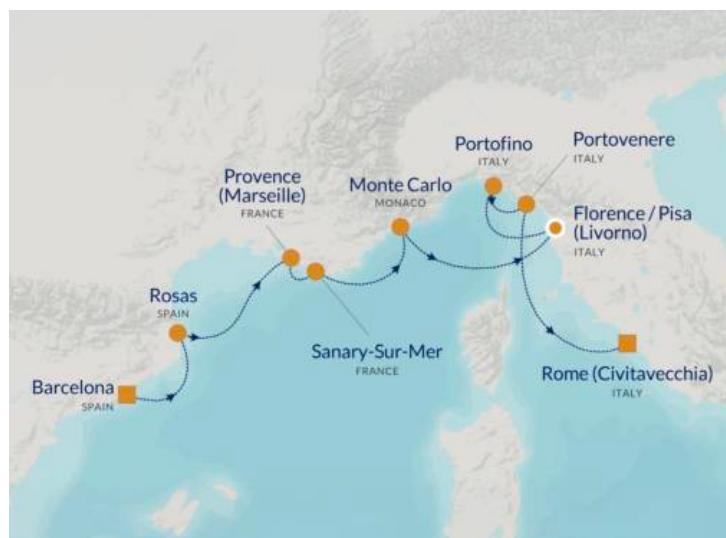 Portofino
ITALY
Portovenere
ITALY
Provence
(Marseille)
FRANCE
Monte Carlo
MONACO
Florence / Pisa
(Livorno)
ITALY
Rosas
SPAIN
Sanary-Sur-Mer
FRANCE
Barcelona
SPAIN
Rome (Civitavecchia)
ITALY